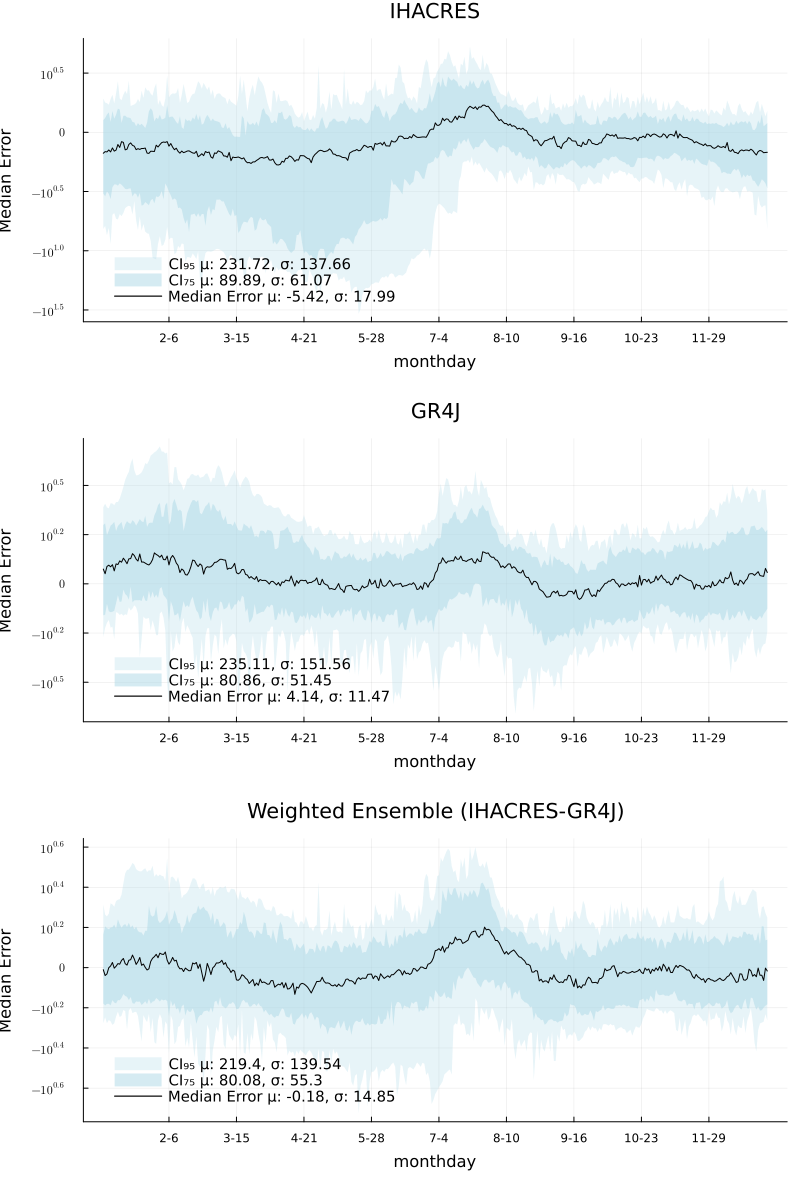 IHACRES
Median Error
10^0.5
0
−10^0.5
−10^1.0
−10^1.5
CI₉₅ μ: 231.72, σ: 137.66
CI₇₅ μ: 89.89, σ: 61.07
Median Error μ: -5.42, σ: 17.99
2-6 3-15 4-21 5-28 7-4 8-10 9-16 10-23 11-29
monthday
GR4J
Median Error
10^0.5
10^0.2
0
−10^0.2
−10^0.5
CI₉₅ μ: 235.11, σ: 151.56
CI₇₅ μ: 80.86, σ: 51.45
Median Error μ: 4.14, σ: 11.47
2-6 3-15 4-21 5-28 7-4 8-10 9-16 10-23 11-29
monthday
Weighted Ensemble (IHACRES-GR4J)
Median Error
10^0.6
10^0.4
10^0.2
0
−10^0.2
−10^0.4
−10^0.6
CI₉₅ μ: 219.4, σ: 139.54
CI₇₅ μ: 80.08, σ: 55.3
Median Error μ: -0.18, σ: 14.85
2-6 3-15 4-21 5-28 7-4 8-10 9-16 10-23 11-29
monthday